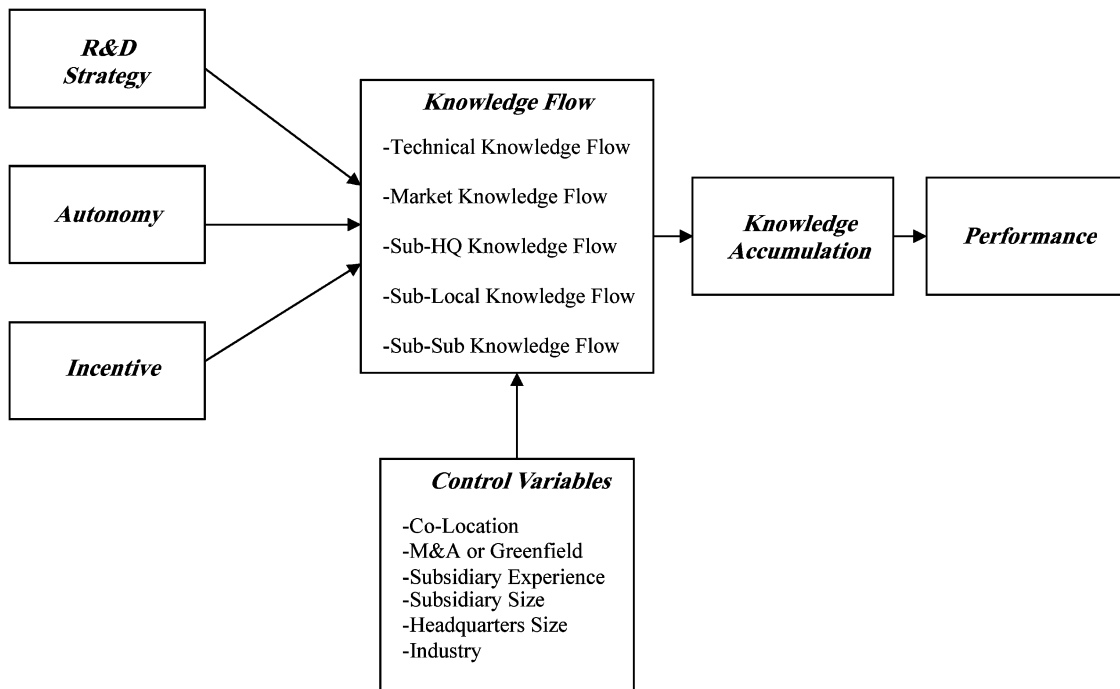 R&D
Strategy
Autonomy
Incentive
Knowledge Flow
-Technical Knowledge Flow
-Market Knowledge Flow
-Sub-HQ Knowledge Flow
-Sub-Local Knowledge Flow
-Sub-Sub Knowledge Flow
Knowledge
Accumulation
Performance
Control Variables
-Co-Location
-M&A or Greenfield
-Subsidiary Experience
-Subsidiary Size
-Headquarters Size
-Industry